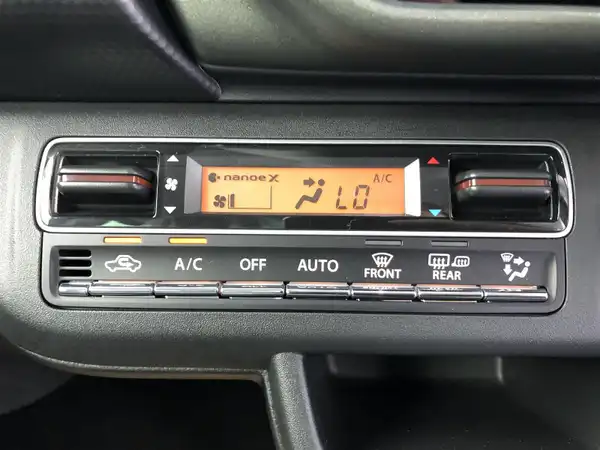 nanoe X
A/C
LO
A/C
OFF
AUTO
FRONT
REAR